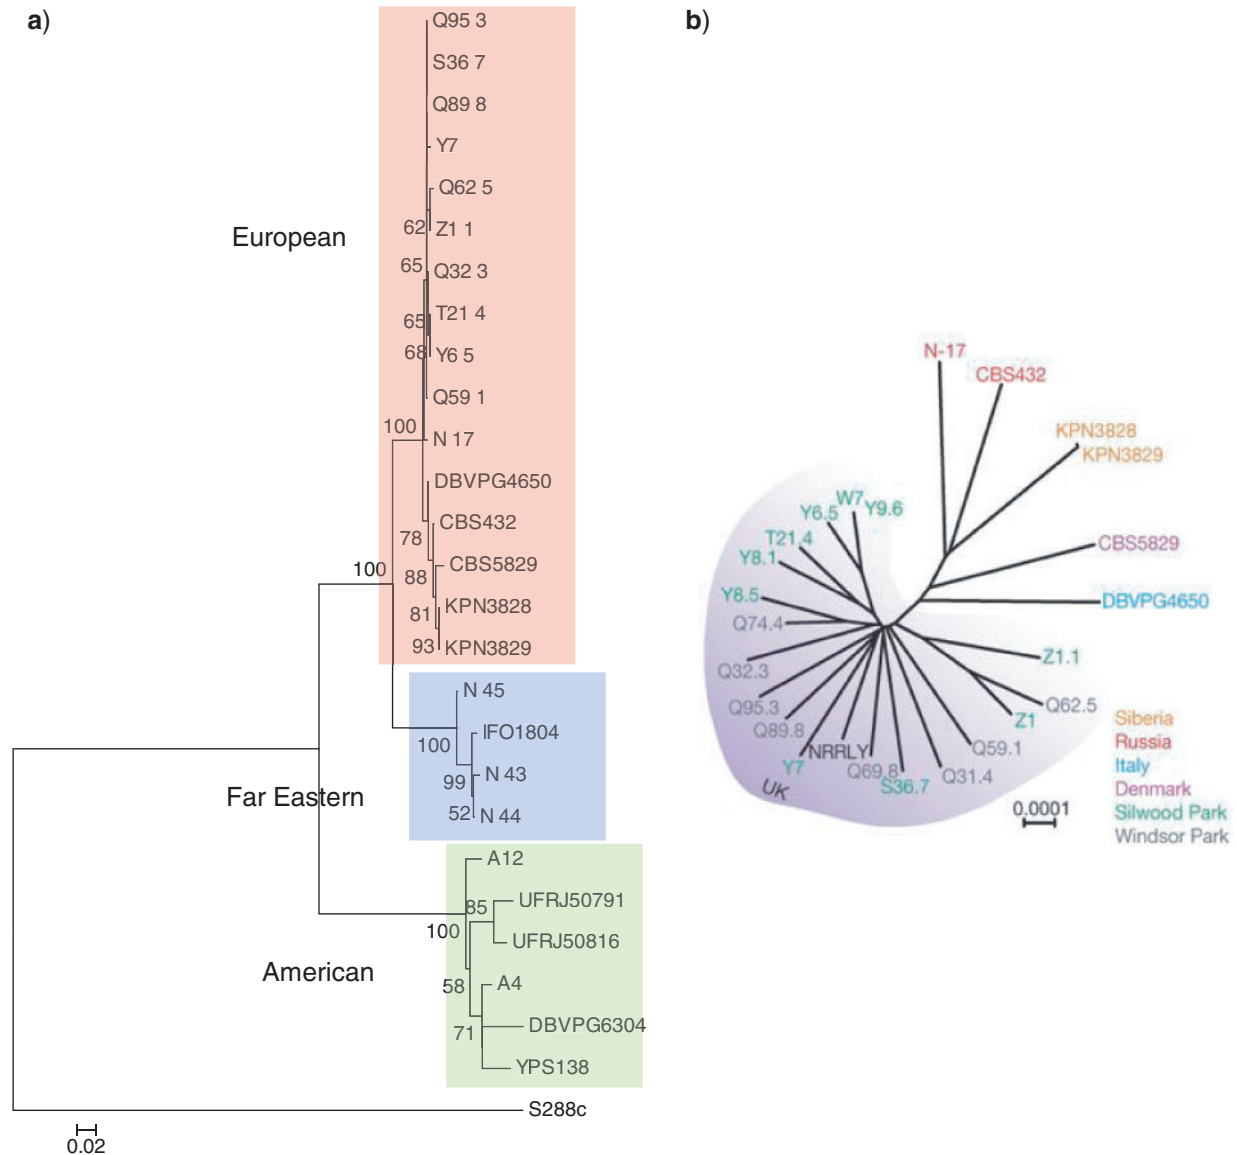 a)
Q95 3
S36 7
Q89 8
Y7
Q62 5
62
Z1 1
European
65
Q32 3
65
T21 4
68
Y6 5
Q59 1
100
N 17
DBVPG4650
78
CBS432
100
88
CBS5829
81
KPN3828
93
KPN3829
N 45
100
IFO1804
99
N 43
Far Eastern
52
N 44
A12
85
UFRJ50791
100
UFRJ50816
American
58
A4
71
DBVPG6304
YPS138
S288c
0.02
b)
N-17
CBS432
KPN3828
KPN3829
CBS5829
DBVPG4650
W7
Y9.6
Y6.5
T21.4
Y8.1
Y8.5
Q74.4
Q32.3
Q95.3
Q89.8
Y7
NRRLY
Q69.8
S36.7
Q31.4
Q59.1
Z1
Q62.5
Z1.1
UK
0.0001
Siberia
Russia
Italy
Denmark
Silwood Park
Windsor Park